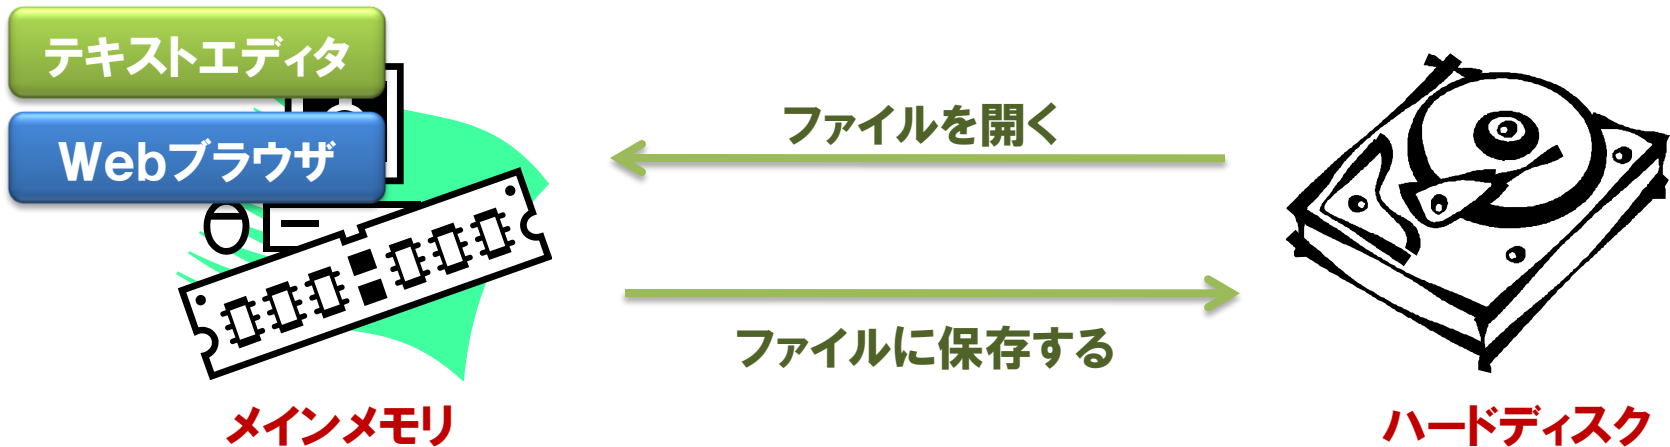 テキストエディタ
Webブラウザ
ファイルを開く
ファイルに保存する
メインメモリ
ハードディスク